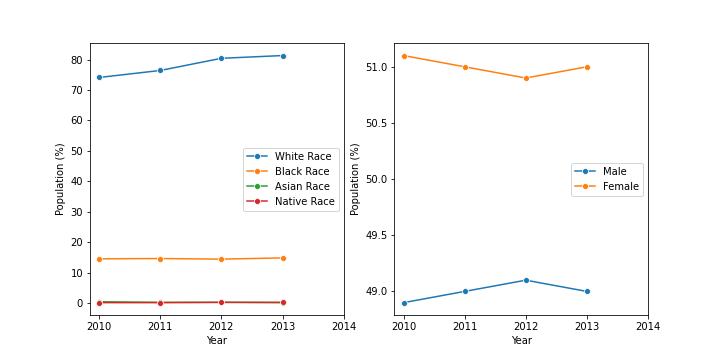 80
70
60
50
40
30
20
10
0
Population (%)
2010 2011 2012 2013 2014
Year
White Race
Black Race
Asian Race
Native Race
51.0
50.5
50.0
49.5
49.0
Population (%)
2010 2011 2012 2013 2014
Year
Male
Female